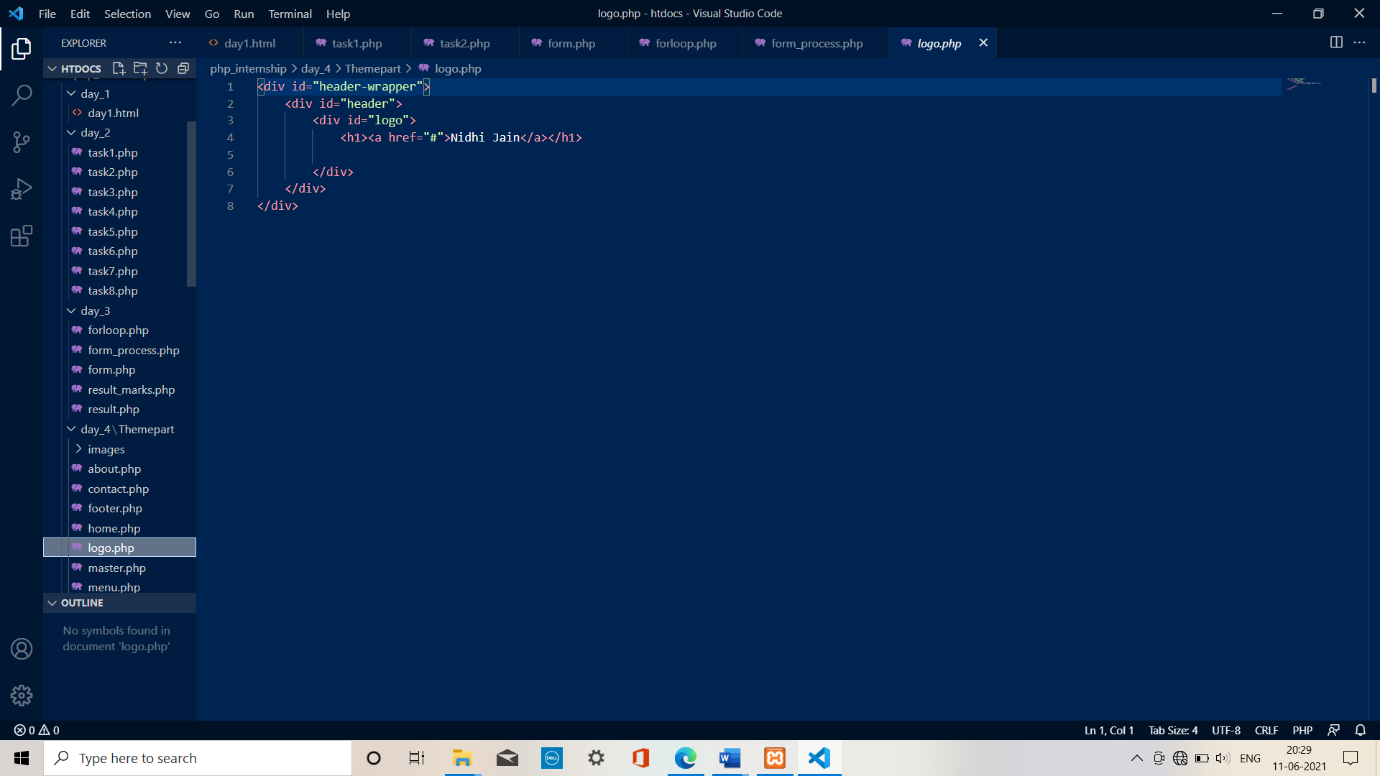 File Edit Selection View Go Run Terminal Help
logo.php - htdocs - Visual Studio Code
EXPLORER
day1.html task1.php task2.php form.php forloop.php form_process.php logo.php
HTDOCS
php_internship > day_4 > Themepart > logo.php
day_1
day1.html
day_2
task1.php
task2.php
task3.php
task4.php
task5.php
task6.php
task7.php
task8.php
day_3
forloop.php
form_process.php
form.php
result_marks.php
result.php
day_4\Themepart
images
about.php
contact.php
footer.php
home.php
logo.php
master.php
menu.php
OUTLINE
No symbols found in
document 'logo.php'
1 <div id="header-wrapper">
2 <div id="header">
3 <div id="logo">
4 <h1><a href="#">Nidhi Jain</a></h1>
5
6 </div>
7 </div>
8 </div>
0 0
Ln 1, Col 1 Tab Size: 4 UTF-8 CRLF PHP
Type here to search
DELL
ENG
20:29
11-06-2021